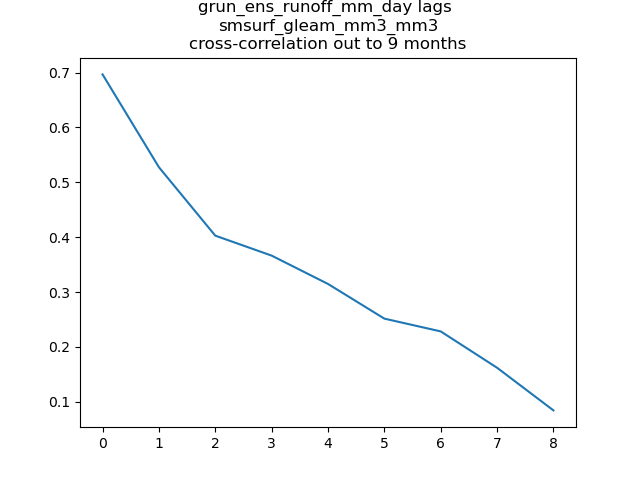 grun_ens_runoff_mm_day lags
smsurf_gleam_mm3_mm3
cross-correlation out to 9 months
0.7
0.6
0.5
0.4
0.3
0.2
0.1
0 1 2 3 4 5 6 7 8